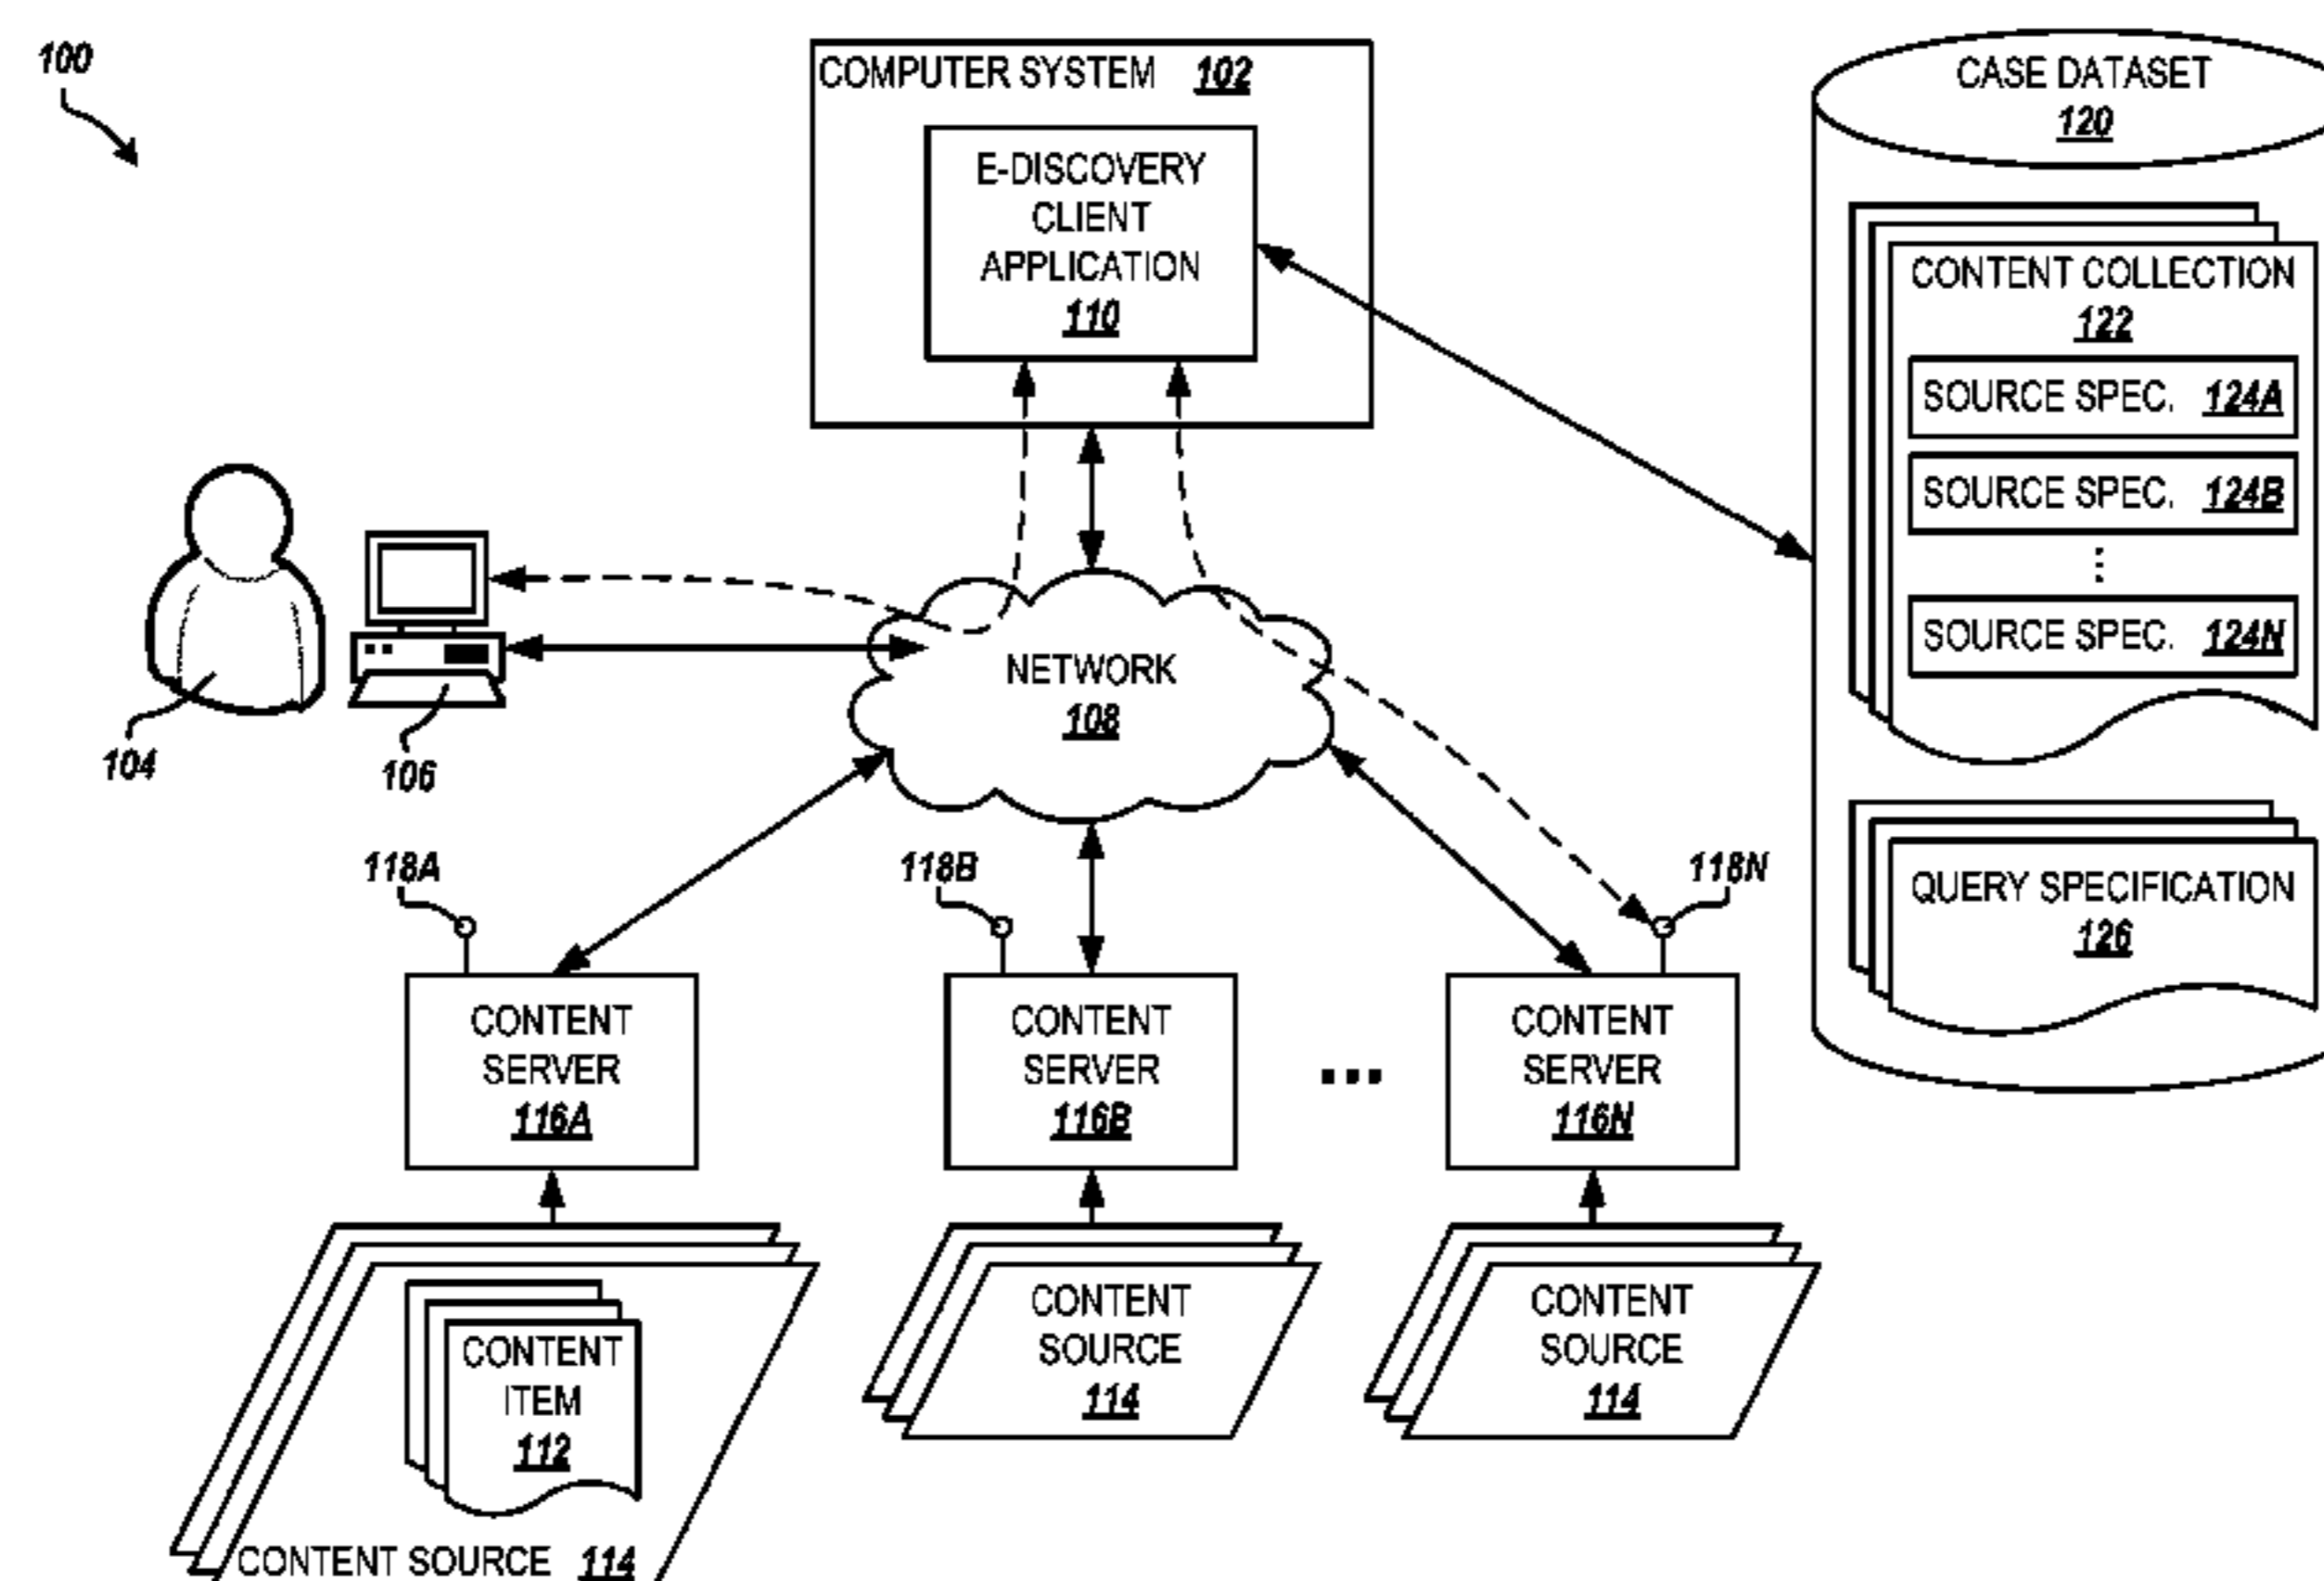 100
COMPUTER SYSTEM 102
E-DISCOVERY
CLIENT
APPLICATION
110
CASE DATASET
120
CONTENT COLLECTION
122
SOURCE SPEC. 124A
SOURCE SPEC. 124B
SOURCE SPEC. 124N
QUERY SPECIFICATION
126
104
106
NETWORK
108
118A
118B
118N
CONTENT
SERVER
116A
CONTENT
SERVER
116B
...
CONTENT
SERVER
116N
CONTENT
ITEM
112
CONTENT SOURCE 114
CONTENT
SOURCE
114
CONTENT
SOURCE
114